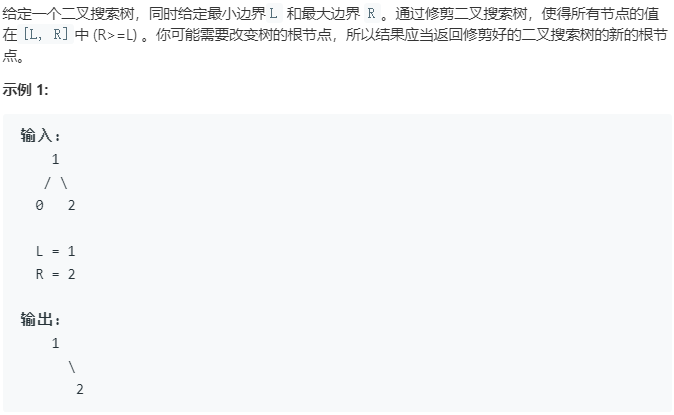 给定一个二叉搜索树，同时给定最小边界L 和最大边界 R 。通过修剪二叉搜索树，使得所有节点的值
在[L, R]中 (R>=L) 。你可能需要改变树的根节点，所以结果应当返回修剪好的二叉搜索树的新的根节
点。
示例 1:
输入:
1
/ \
0 2
L = 1
R = 2
输出:
1
\
2